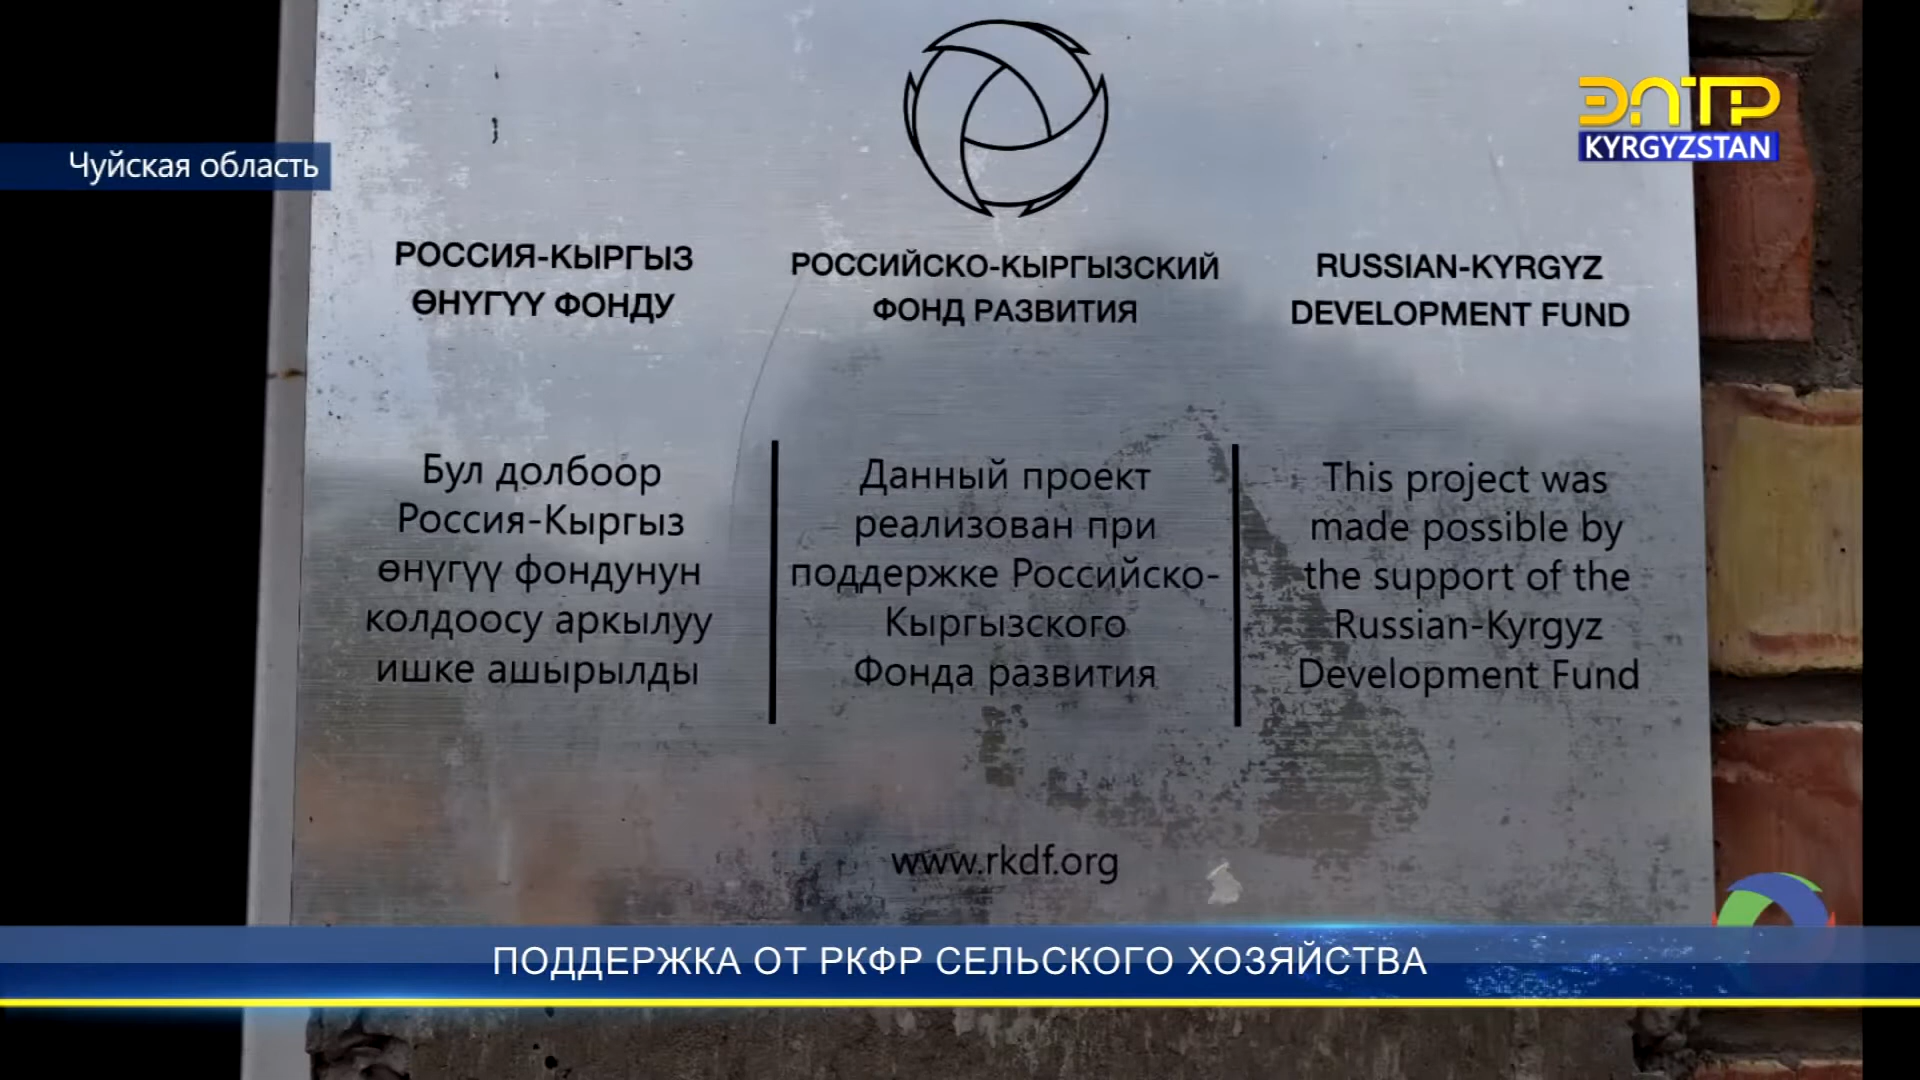 ЭЛТР
KYRGYZSTAN
Чуйская область
РОССИЯ-КЫРГЫЗ
ӨНҮГҮҮ ФОНДУ
РОССИЙСКО-КЫРГЫЗСКИЙ
ФОНД РАЗВИТИЯ
RUSSIAN-KYRGYZ
DEVELOPMENT FUND
Бул долбоор
Россия-Кыргыз
өнүгүү фондунун
колдоосу аркылуу
ишке ашырылды
Данный проект
реализован при
поддержке Российско-
Кыргызского
Фонда развития
This project was
made possible by
the support of the
Russian-Kyrgyz
Development Fund
www.rkdf.org
ПОДДЕРЖКА ОТ РКФР СЕЛЬСКОГО ХОЗЯЙСТВА